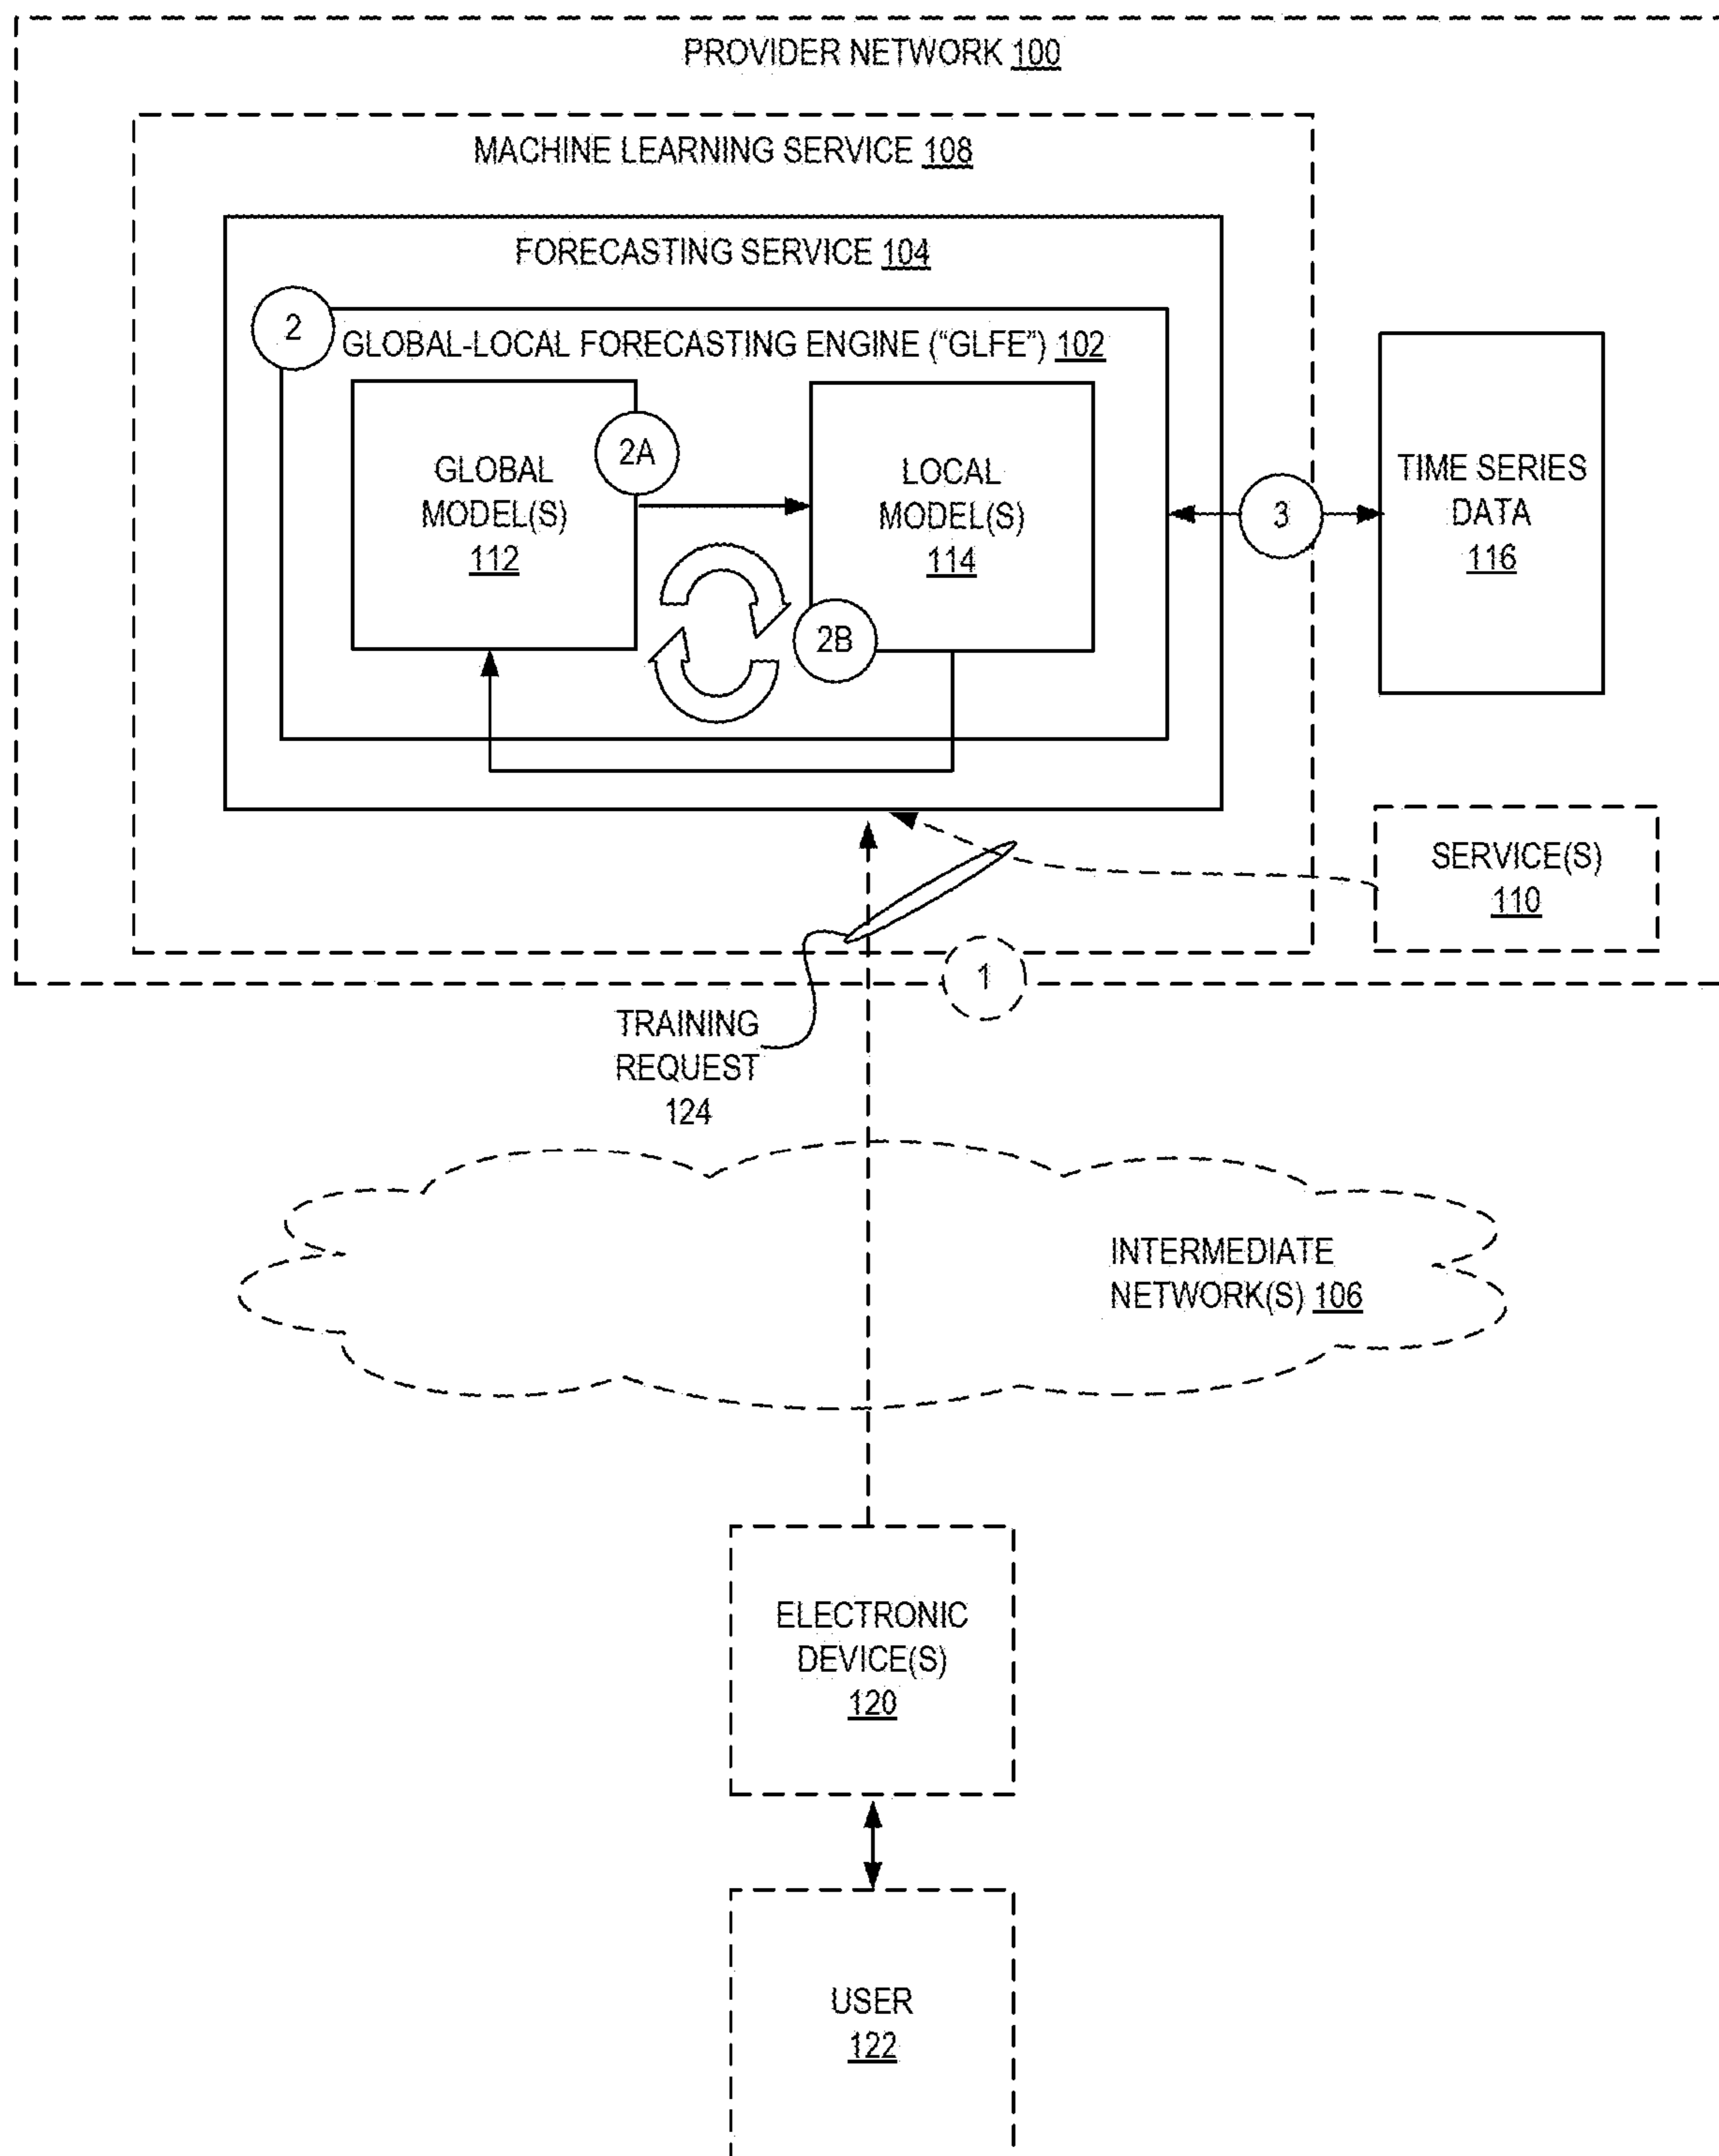 PROVIDER NETWORK 100
MACHINE LEARNING SERVICE 108
FORECASTING SERVICE 104
2
GLOBAL-LOCAL FORECASTING ENGINE ("GLFE") 102
GLOBAL
MODEL(S)
112
2A
LOCAL
MODEL(S)
114
2B
3
TIME SERIES
DATA
116
SERVICE(S)
110
1
TRAINING
REQUEST
124
INTERMEDIATE
NETWORK(S) 106
ELECTRONIC
DEVICE(S)
120
USER
122